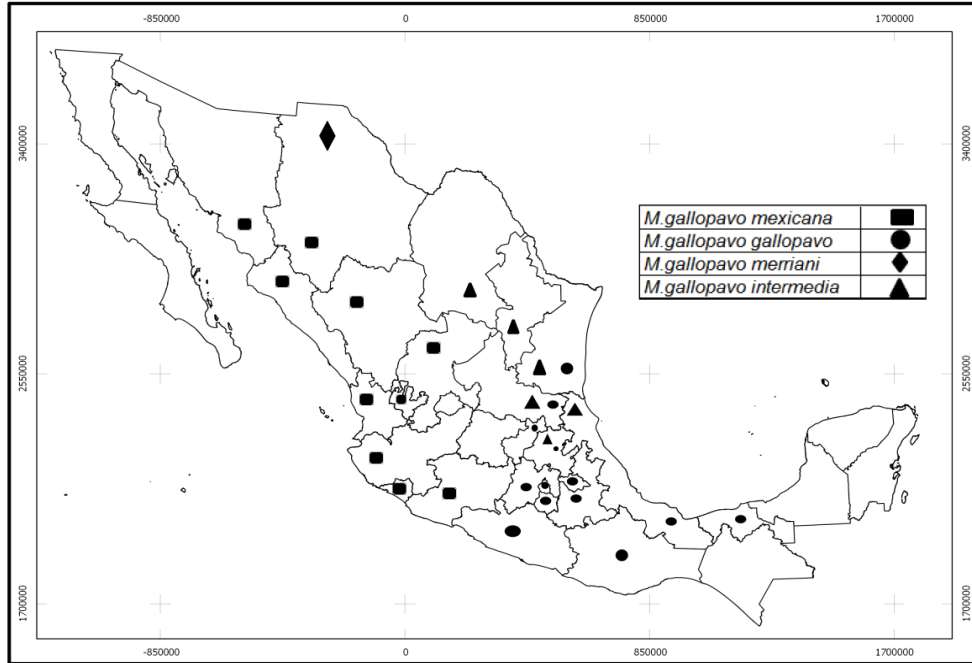 -850000 0 850000 1700000
3400000 3400000
M.gallopavo mexicana
M.gallopavo gallopavo
M.gallopavo merriani
M.gallopavo intermedia
2550000 2550000
1700000 1700000
-850000 0 850000 1700000